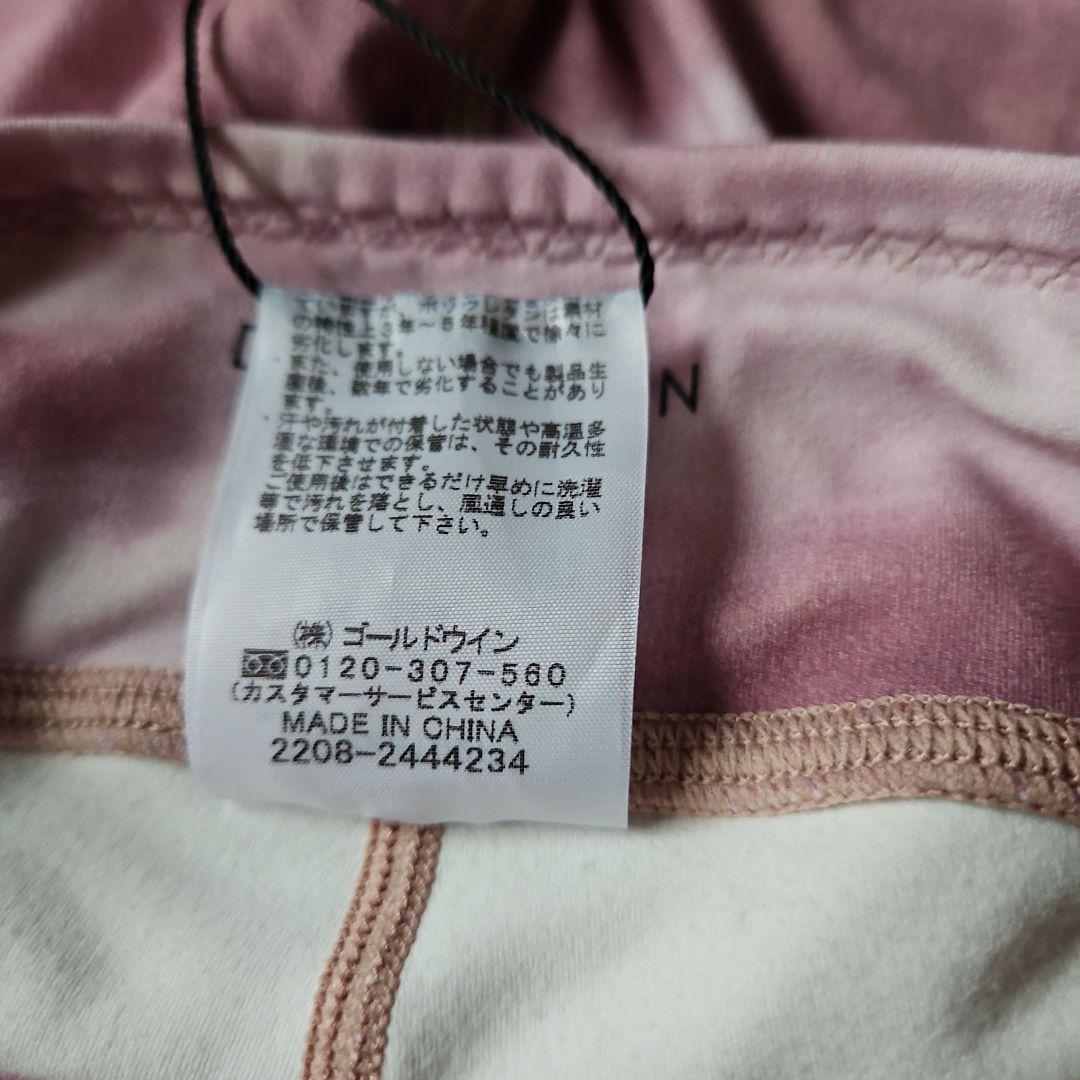 ていますが、ポリウレタンは素材
の特性上3年〜5年程度で徐々に
劣化します。
また、使用しない場合でも製品生
産後、数年で劣化することがあり
ます。
汗や汚れが付着した状態や高温多
湿な環境での保管は、その耐久性
を低下させます。
ご使用後はできるだけ早めに洗濯
等で汚れを落とし、風通しの良い
場所で保管して下さい。
(株)ゴールドウイン
0120-307-560
(カスタマーサービスセンター)
MADE IN CHINA
2208-2444234
N